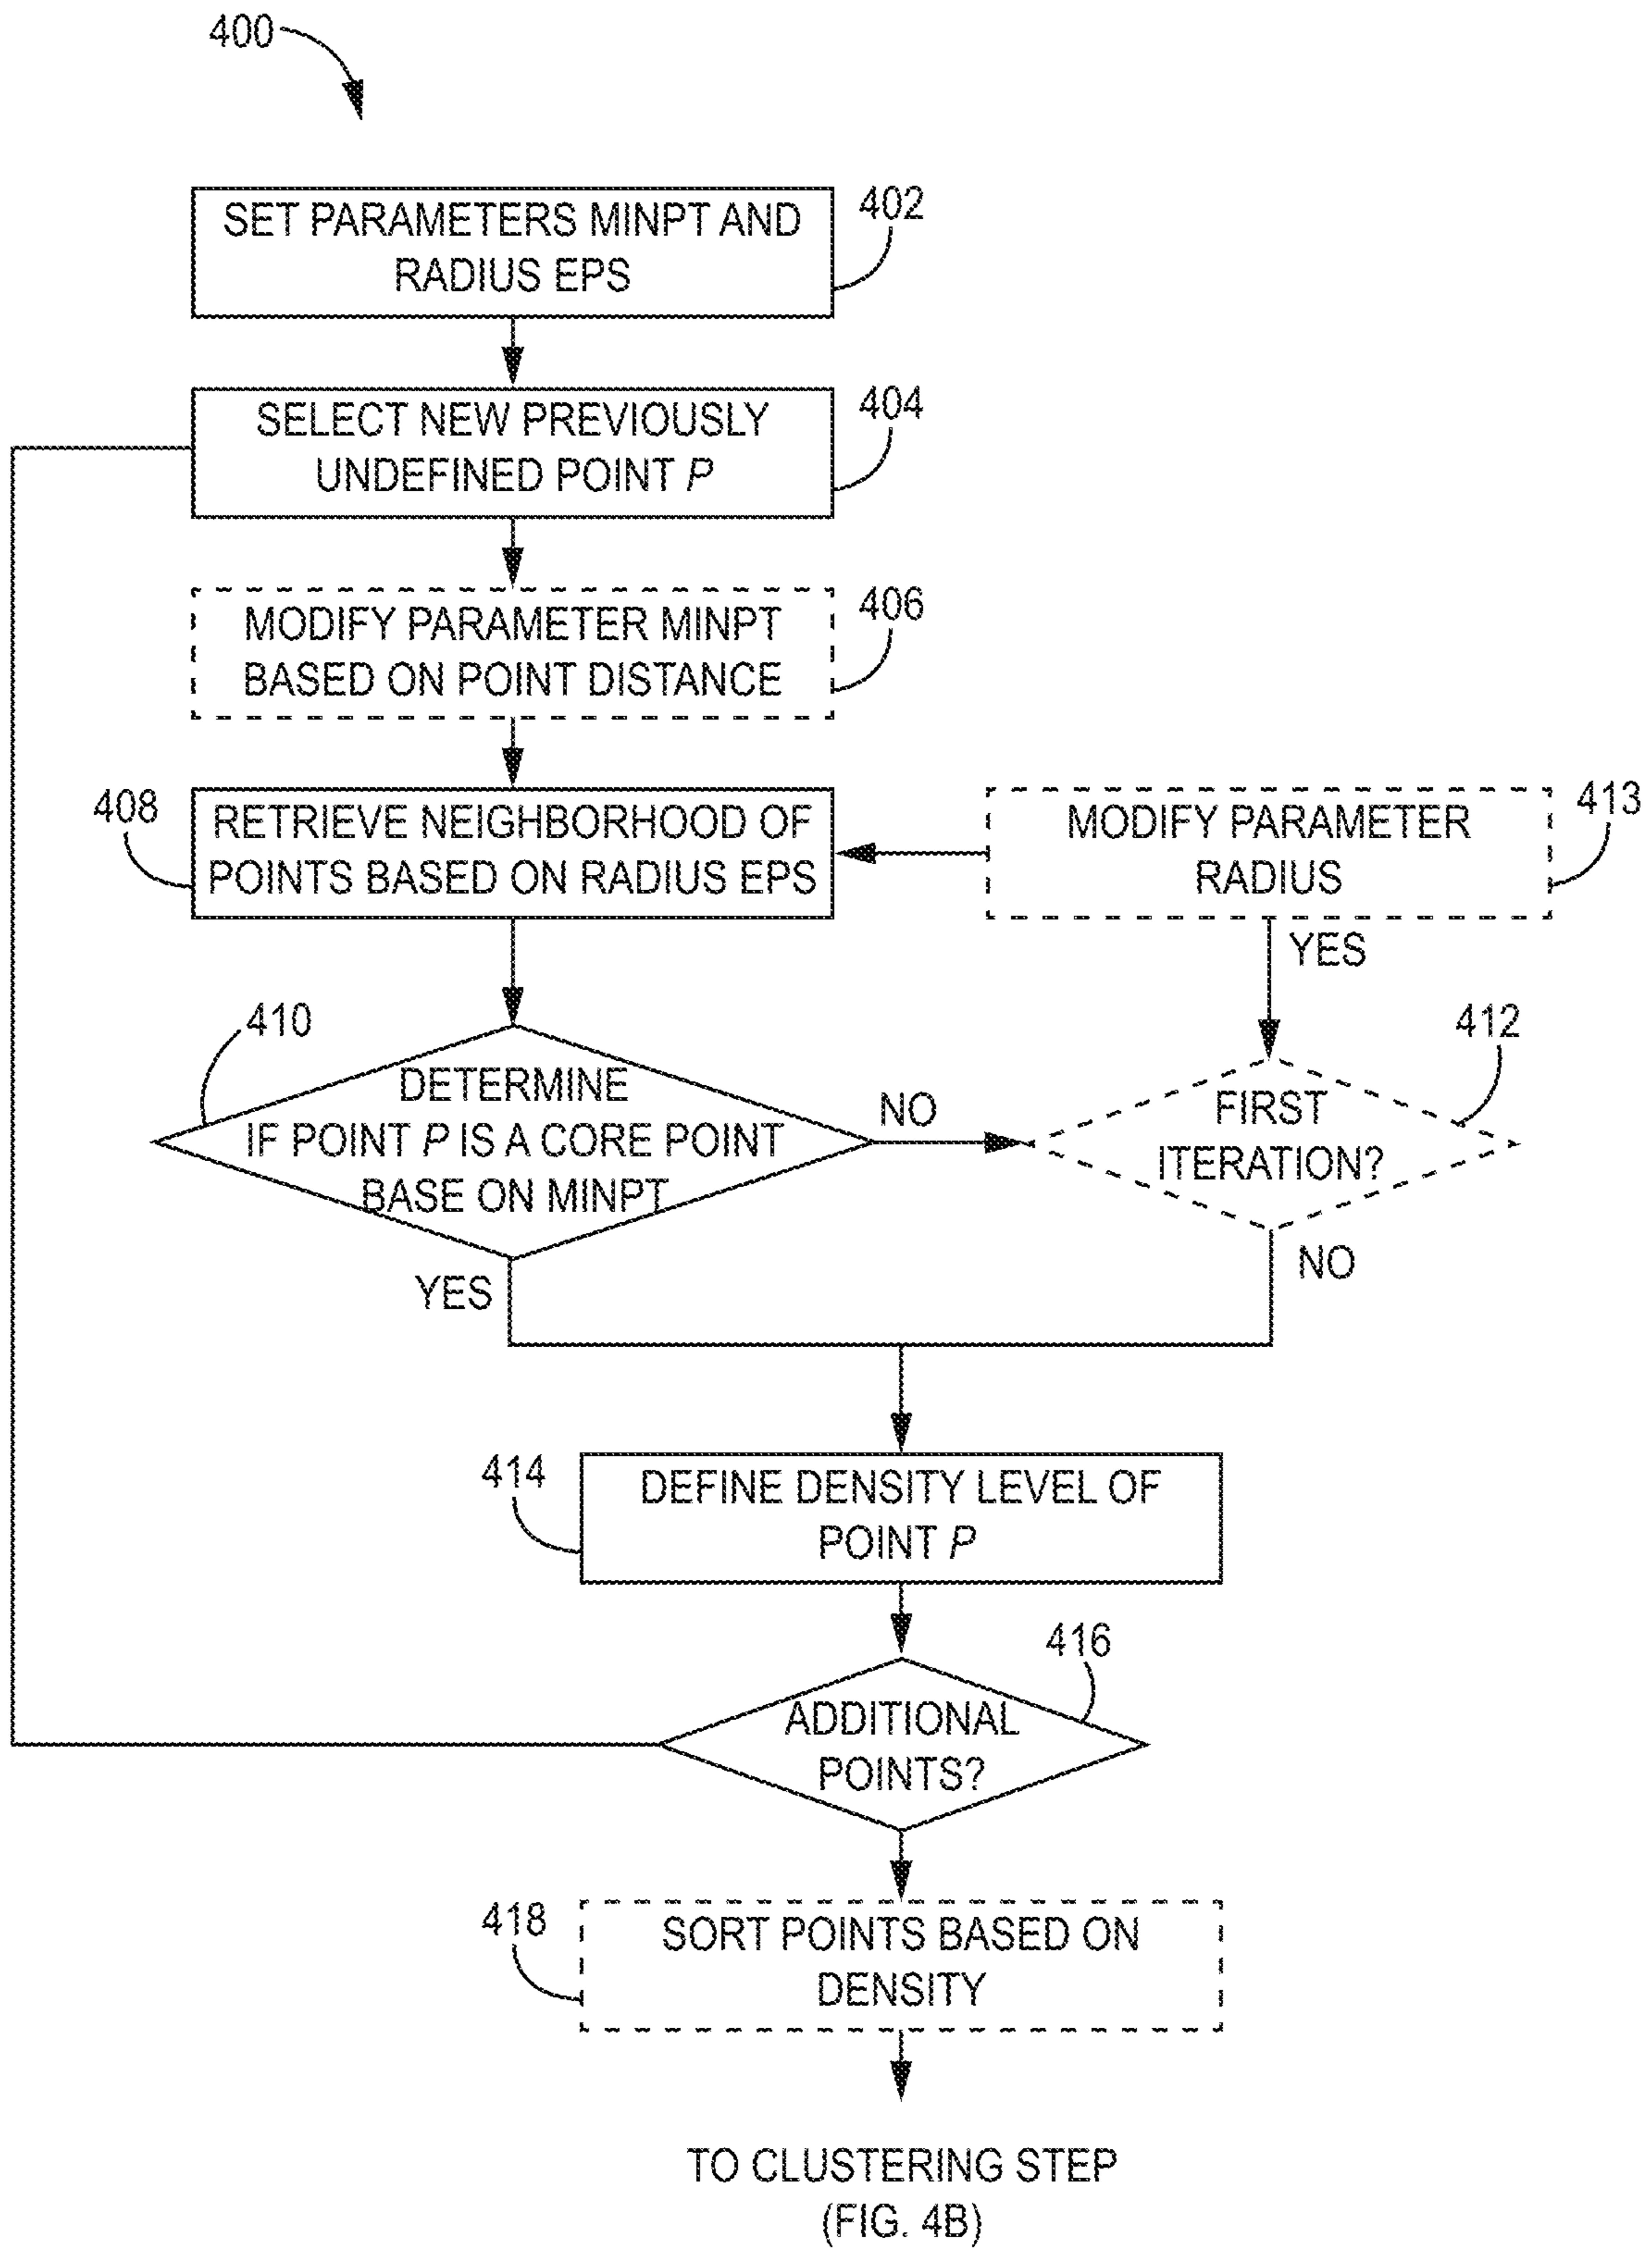 400
SET PARAMETERS MINPT AND
RADIUS EPS
402
SELECT NEW PREVIOUSLY
UNDEFINED POINT P
404
MODIFY PARAMETER MINPT
BASED ON POINT DISTANCE
406
408
RETRIEVE NEIGHBORHOOD OF
POINTS BASED ON RADIUS EPS
MODIFY PARAMETER
RADIUS
413
YES
410
DETERMINE
IF POINT P IS A CORE POINT
BASE ON MINPT
NO
412
FIRST
ITERATION?
YES
NO
414
DEFINE DENSITY LEVEL OF
POINT P
416
ADDITIONAL
POINTS?
418
SORT POINTS BASED ON
DENSITY
TO CLUSTERING STEP
(FIG. 4B)